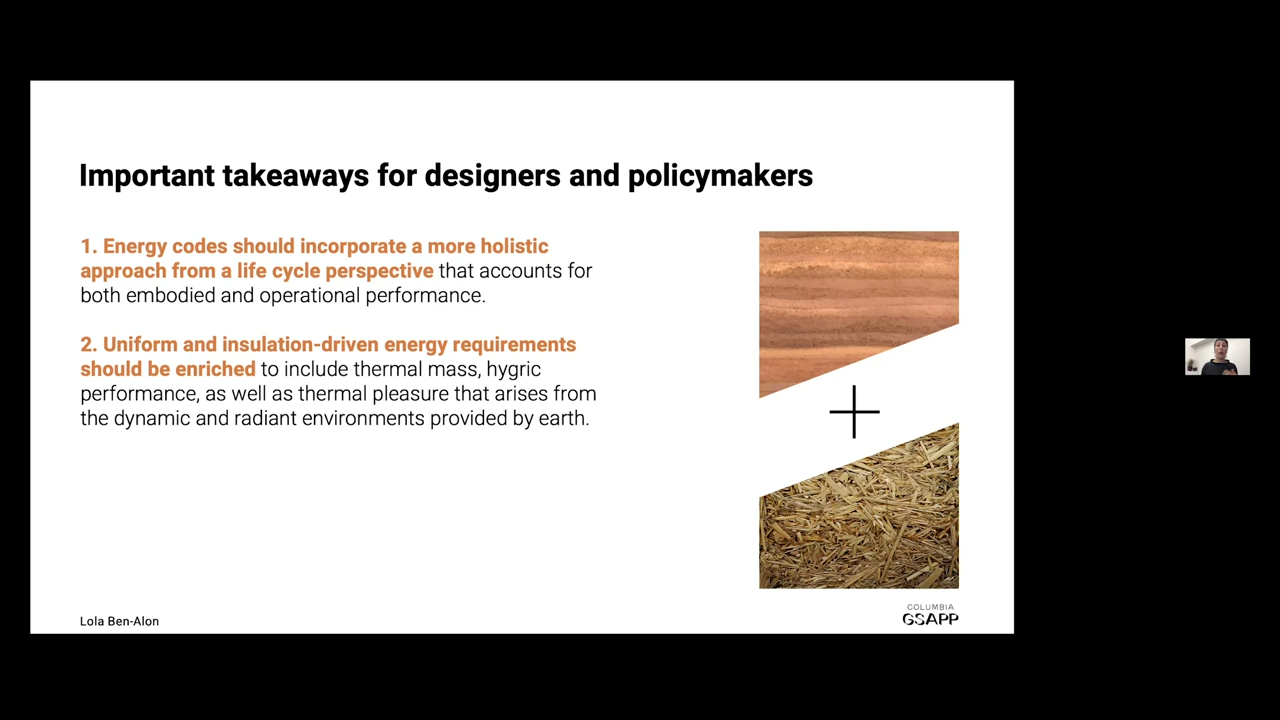 Important takeaways for designers and policymakers
1. Energy codes should incorporate a more holistic
approach from a life cycle perspective that accounts for
both embodied and operational performance.
2. Uniform and insulation-driven energy requirements
should be enriched to include thermal mass, hygric
performance, as well as thermal pleasure that arises from
the dynamic and radiant environments provided by earth.
Lola Ben-Alon
COLUMBIA
GSAPP